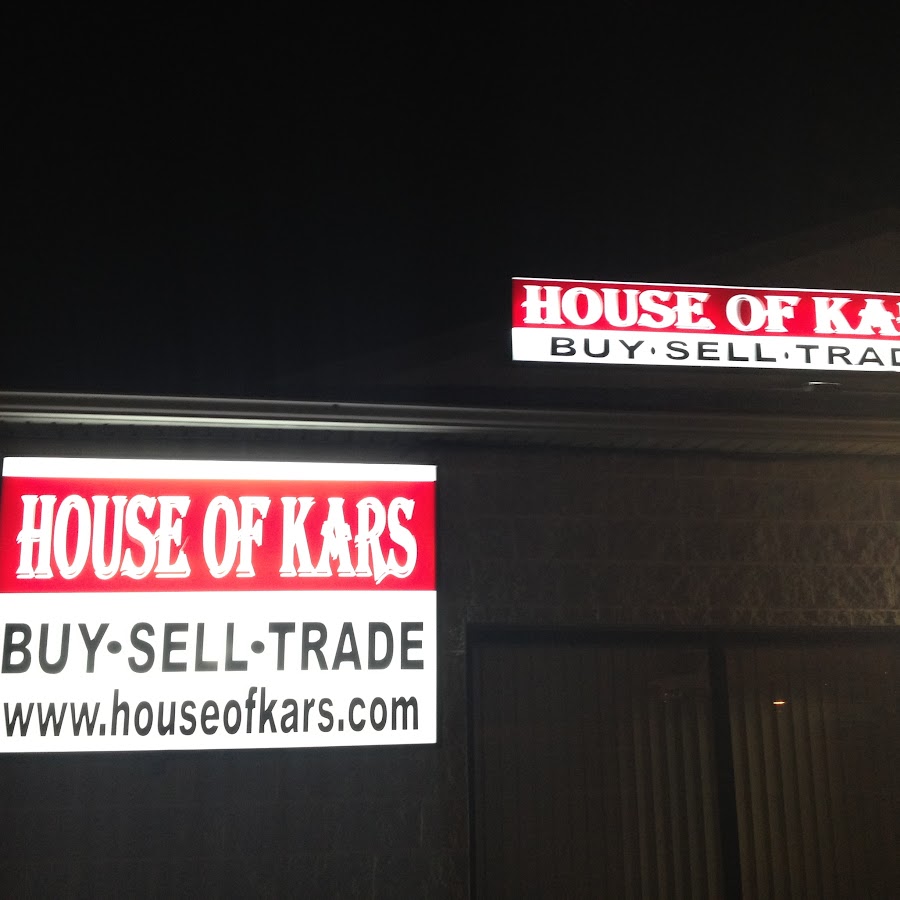 HOUSE OF KA
BUY·SELL·TRAD
HOUSE OF KARS
BUY•SELL•TRADE
www.houseofkars.com